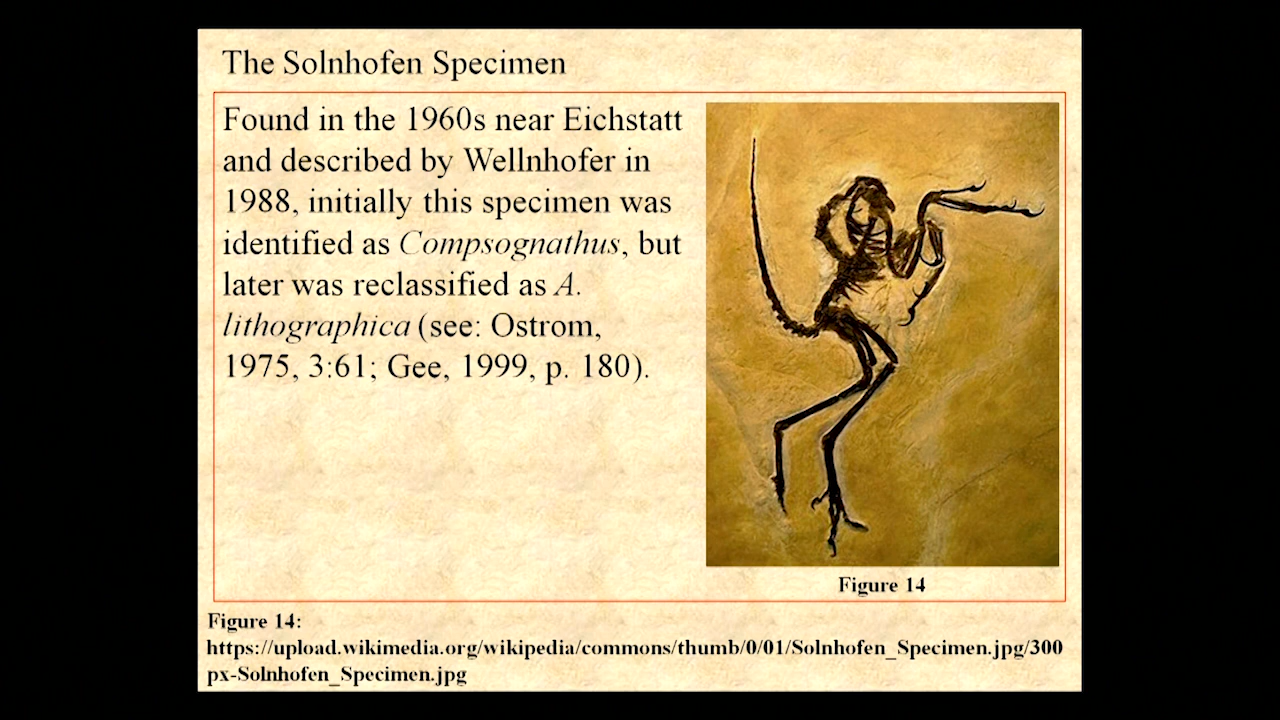 The Solnhofen Specimen
Found in the 1960s near Eichstatt
and described by Wellnhofer in
1988, initially this specimen was
identified as Compsognathus, but
later was reclassified as A.
lithographica (see: Ostrom,
1975, 3:61; Gee, 1999, p. 180).
Figure 14
Figure 14:
https://upload.wikimedia.org/wikipedia/commons/thumb/0/01/Solnhofen_Specimen.jpg/300
px-Solnhofen_Specimen.jpg